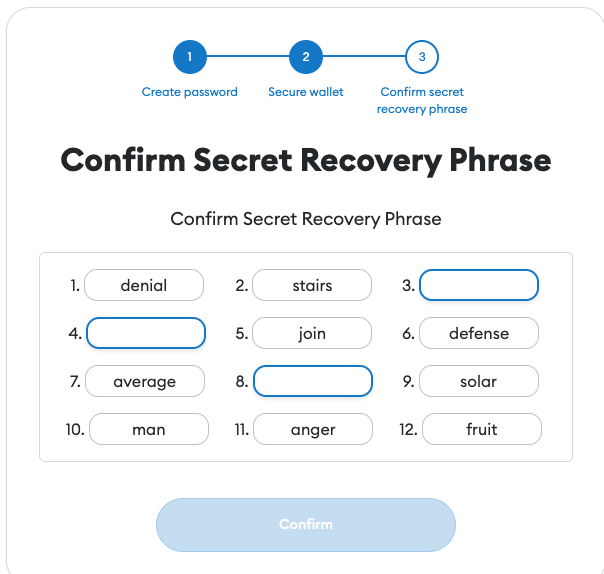 1 2 3
Create password Secure wallet Confirm secret
recovery phrase
Confirm Secret Recovery Phrase
Confirm Secret Recovery Phrase
1. denial 2. stairs 3.
4. 5. join 6. defense
7. average 8. 9. solar
10. man 11. anger 12. fruit
Confirm